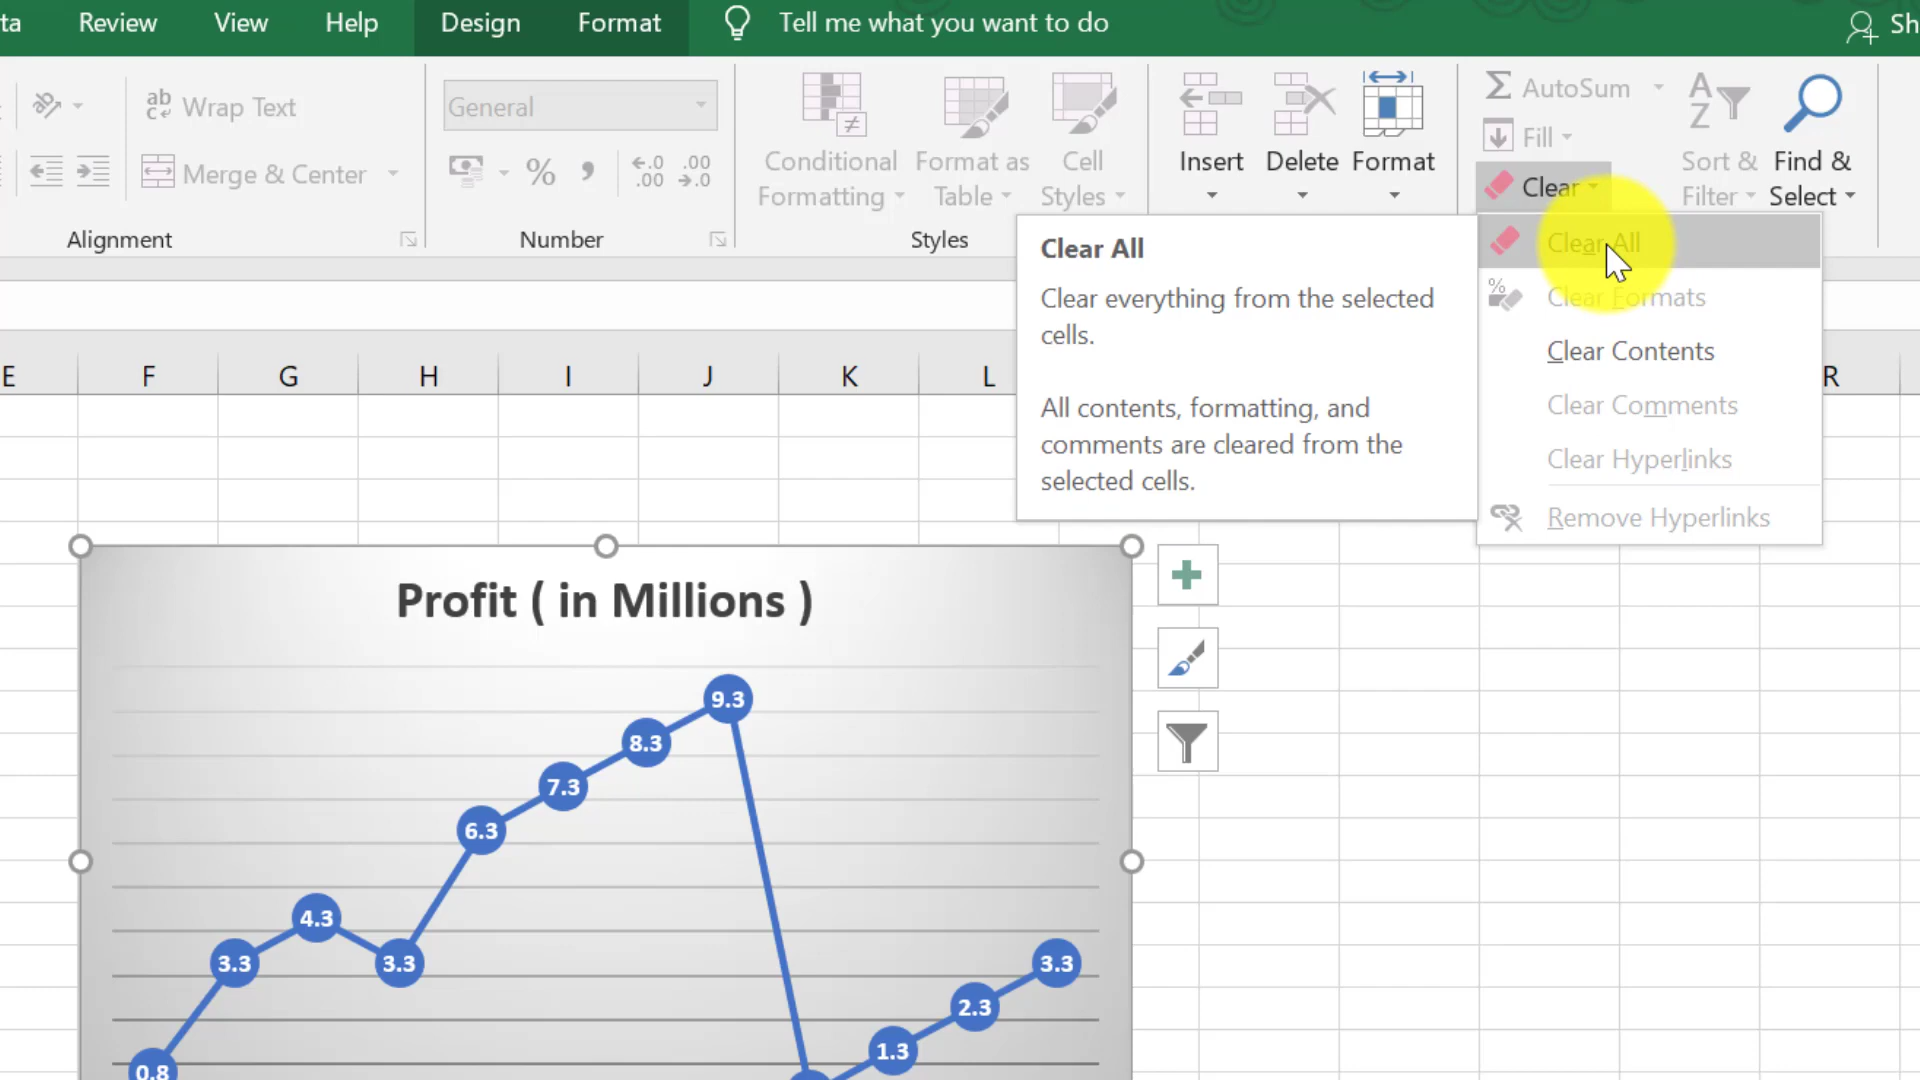 ta Review View Help Design Format Tell me what you want to do Sh
Wrap Text
General
AutoSum
Fill
Merge & Center
Conditional Formatting
Format as Table
Cell Styles
Insert
Delete
Format
Clear
Sort & Filter
Find & Select
Alignment Number Styles
Clear All
Clear everything from the selected
cells.
All contents, formatting, and
comments are cleared from the
selected cells.
Clear All
Clear Formats
Clear Contents
Clear Comments
Clear Hyperlinks
Remove Hyperlinks
E F G H I J K L R
Profit ( in Millions )
9.3
8.3
7.3
6.3
4.3
3.3 3.3 3.3
2.3
1.3
0.8